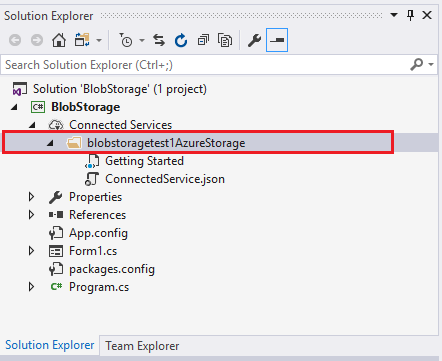 Solution Explorer
Search Solution Explorer (Ctrl+;)
Solution 'BlobStorage' (1 project)
C# BlobStorage
Connected Services
blobstoragetest1AzureStorage
Getting Started
ConnectedService.json
Properties
References
App.config
Form1.cs
packages.config
C# Program.cs
Solution Explorer Team Explorer